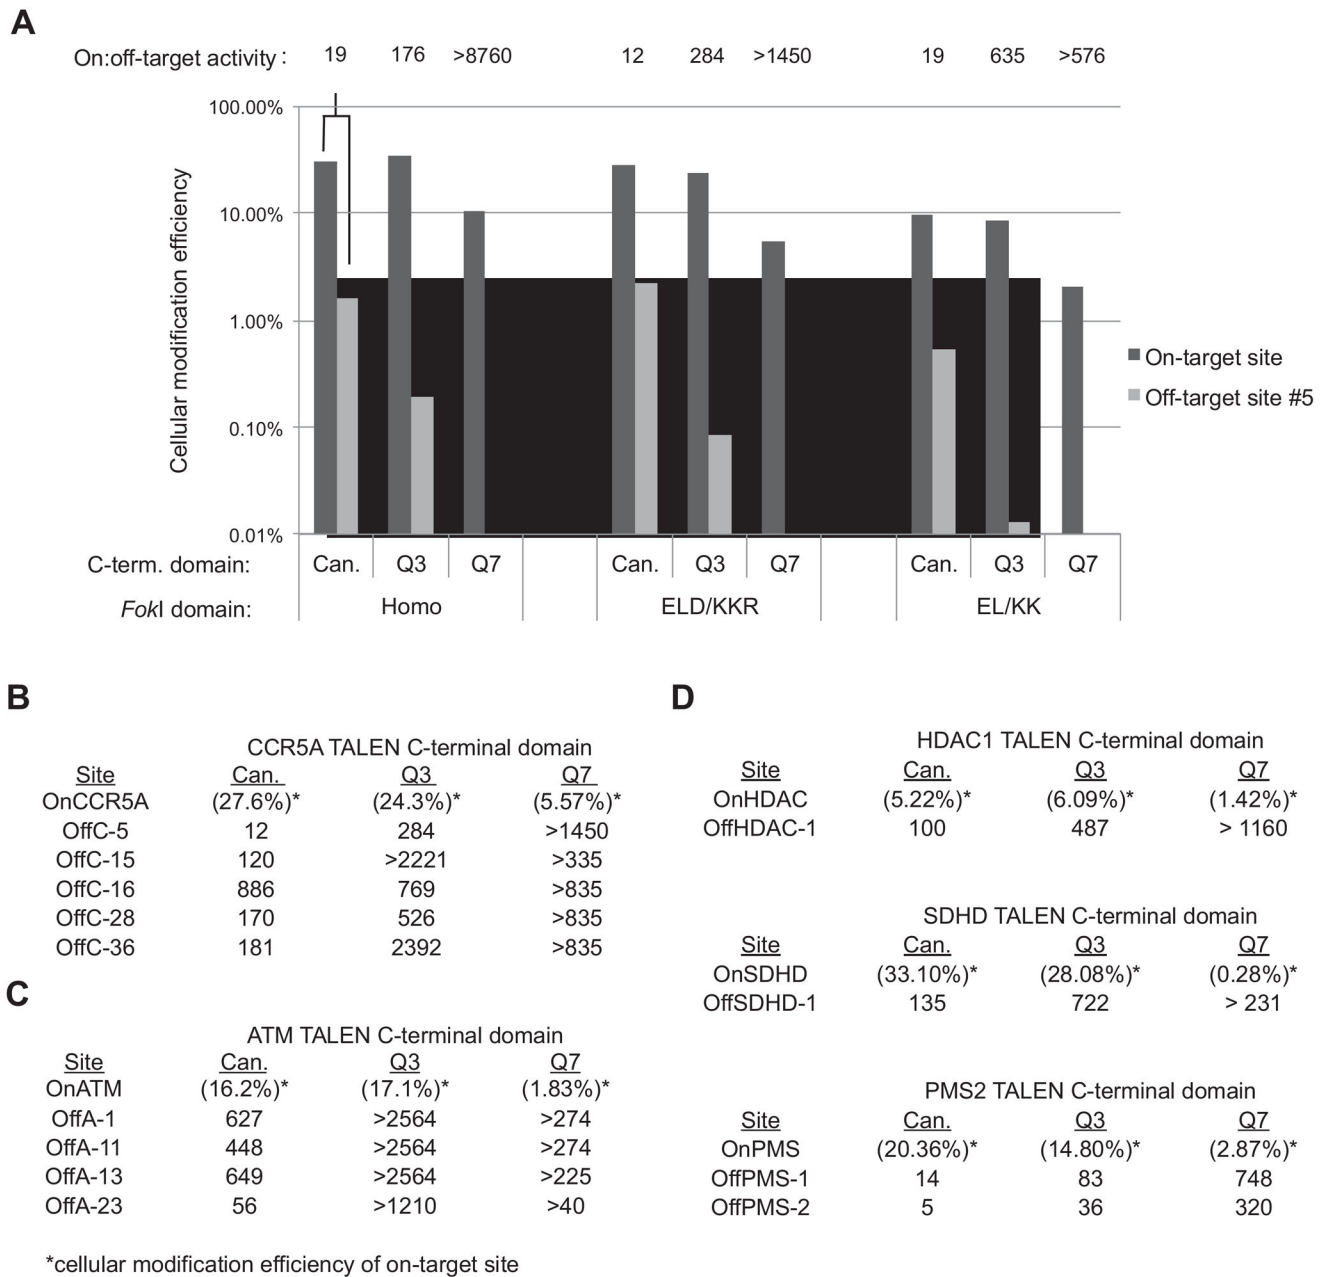 A
On:off-target activity : 19 176 >8760 12 284 >1450 19 635 >576
100.00%
10.00%
1.00%
0.10%
0.01%
Cellular modification efficiency
On-target site
Off-target site #5
C-term. domain: Can. Q3 Q7 Can. Q3 Q7 Can. Q3 Q7
FokI domain: Homo ELD/KKR EL/KK
B
CCR5A TALEN C-terminal domain
Site Can. Q3 Q7
OnCCR5A (27.6%)* (24.3%)* (5.57%)*
OffC-5 12 284 >1450
OffC-15 120 >2221 >335
OffC-16 886 769 >835
OffC-28 170 526 >835
OffC-36 181 2392 >835
C
ATM TALEN C-terminal domain
Site Can. Q3 Q7
OnATM (16.2%)* (17.1%)* (1.83%)*
OffA-1 627 >2564 >274
OffA-11 448 >2564 >274
OffA-13 649 >2564 >225
OffA-23 56 >1210 >40
D
HDAC1 TALEN C-terminal domain
Site Can. Q3 Q7
OnHDAC (5.22%)* (6.09%)* (1.42%)*
OffHDAC-1 100 487 > 1160
SDHD TALEN C-terminal domain
Site Can. Q3 Q7
OnSDHD (33.10%)* (28.08%)* (0.28%)*
OffSDHD-1 135 722 > 231
PMS2 TALEN C-terminal domain
Site Can. Q3 Q7
OnPMS (20.36%)* (14.80%)* (2.87%)*
OffPMS-1 14 83 748
OffPMS-2 5 36 320
*cellular modification efficiency of on-target site